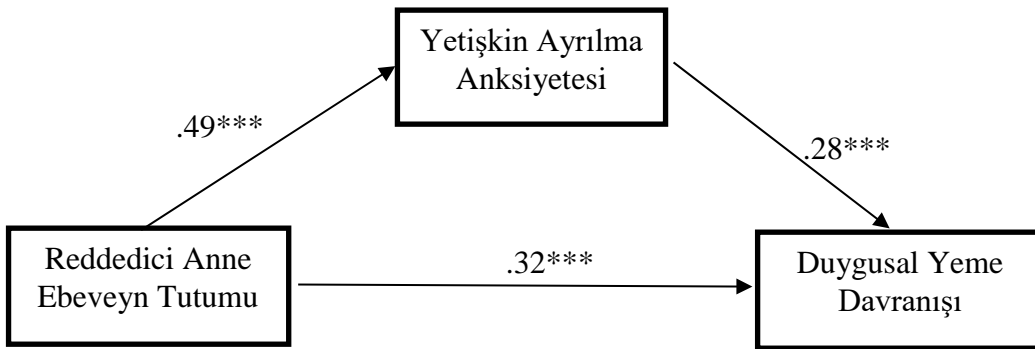 Yetişkin Ayrılma
Anksiyetesi
.49***
.28***
Reddedici Anne
Ebeveyn Tutumu
.32***
Duygusal Yeme
Davranışı